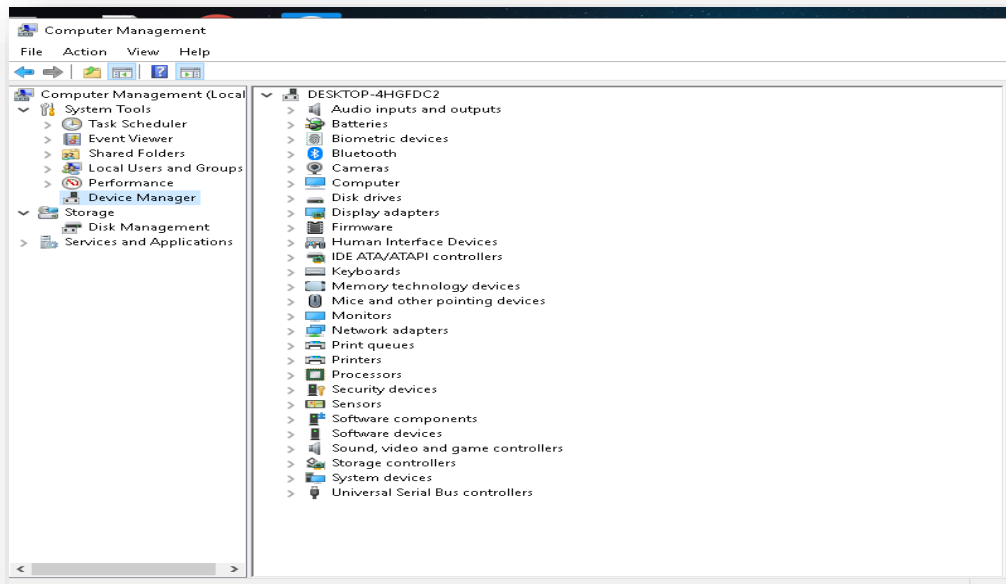 Computer Management
File Action View Help
Computer Management (Local
System Tools
Task Scheduler
Event Viewer
Shared Folders
Local Users and Groups
Performance
Device Manager
Storage
Disk Management
Services and Applications
DESKTOP-4HGFDC2
Audio inputs and outputs
Batteries
Biometric devices
Bluetooth
Cameras
Computer
Disk drives
Display adapters
Firmware
Human Interface Devices
IDE ATA/ATAPI controllers
Keyboards
Memory technology devices
Mice and other pointing devices
Monitors
Network adapters
Print queues
Printers
Processors
Security devices
Sensors
Software components
Software devices
Sound, video and game controllers
Storage controllers
System devices
Universal Serial Bus controllers